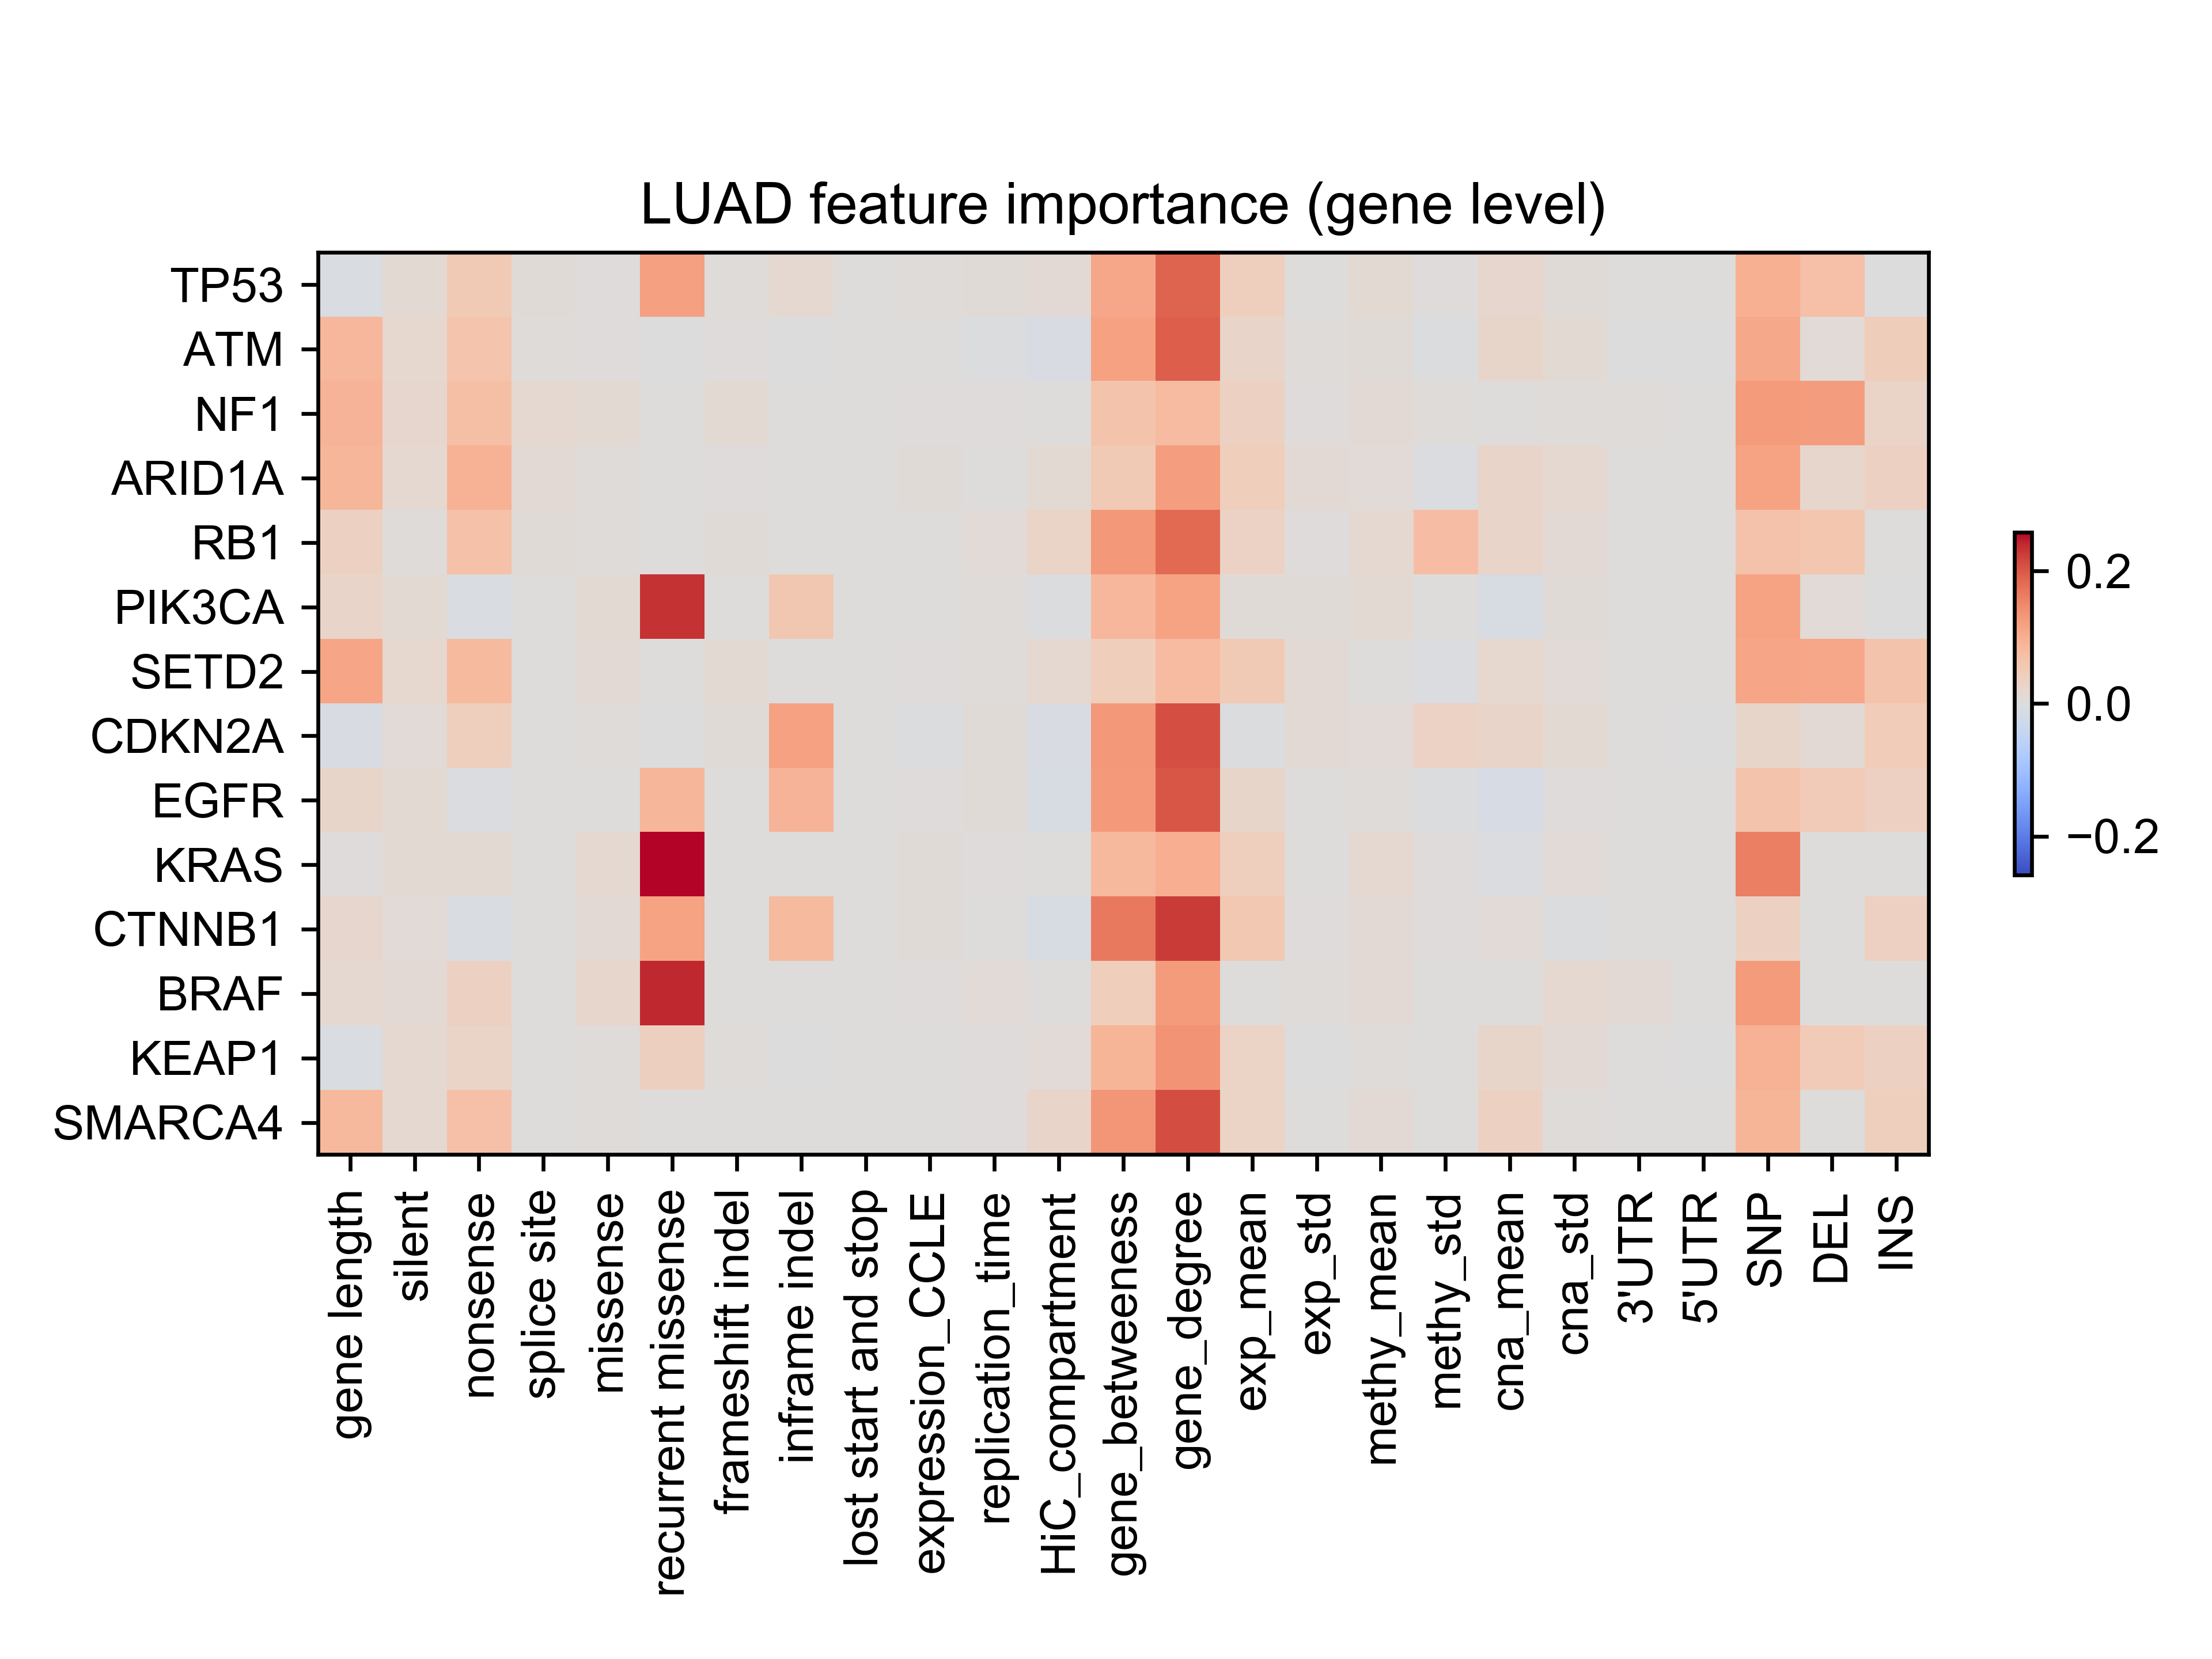 LUAD feature importance (gene level)
TP53
ATM
NF1
ARID1A
RB1
PIK3CA
SETD2
CDKN2A
EGFR
KRAS
CTNNB1
BRAF
KEAP1
SMARCA4
gene length
silent
nonsense
splice site
missense
recurrent missense
frameshift indel
inframe indel
lost start and stop
expression_CCLE
replication_time
HiC_compartment
gene_betweeness
gene_degree
exp_mean
exp_std
methy_mean
methy_std
cna_mean
cna_std
3'UTR
5'UTR
SNP
DEL
INS
0.2
0.0
−0.2